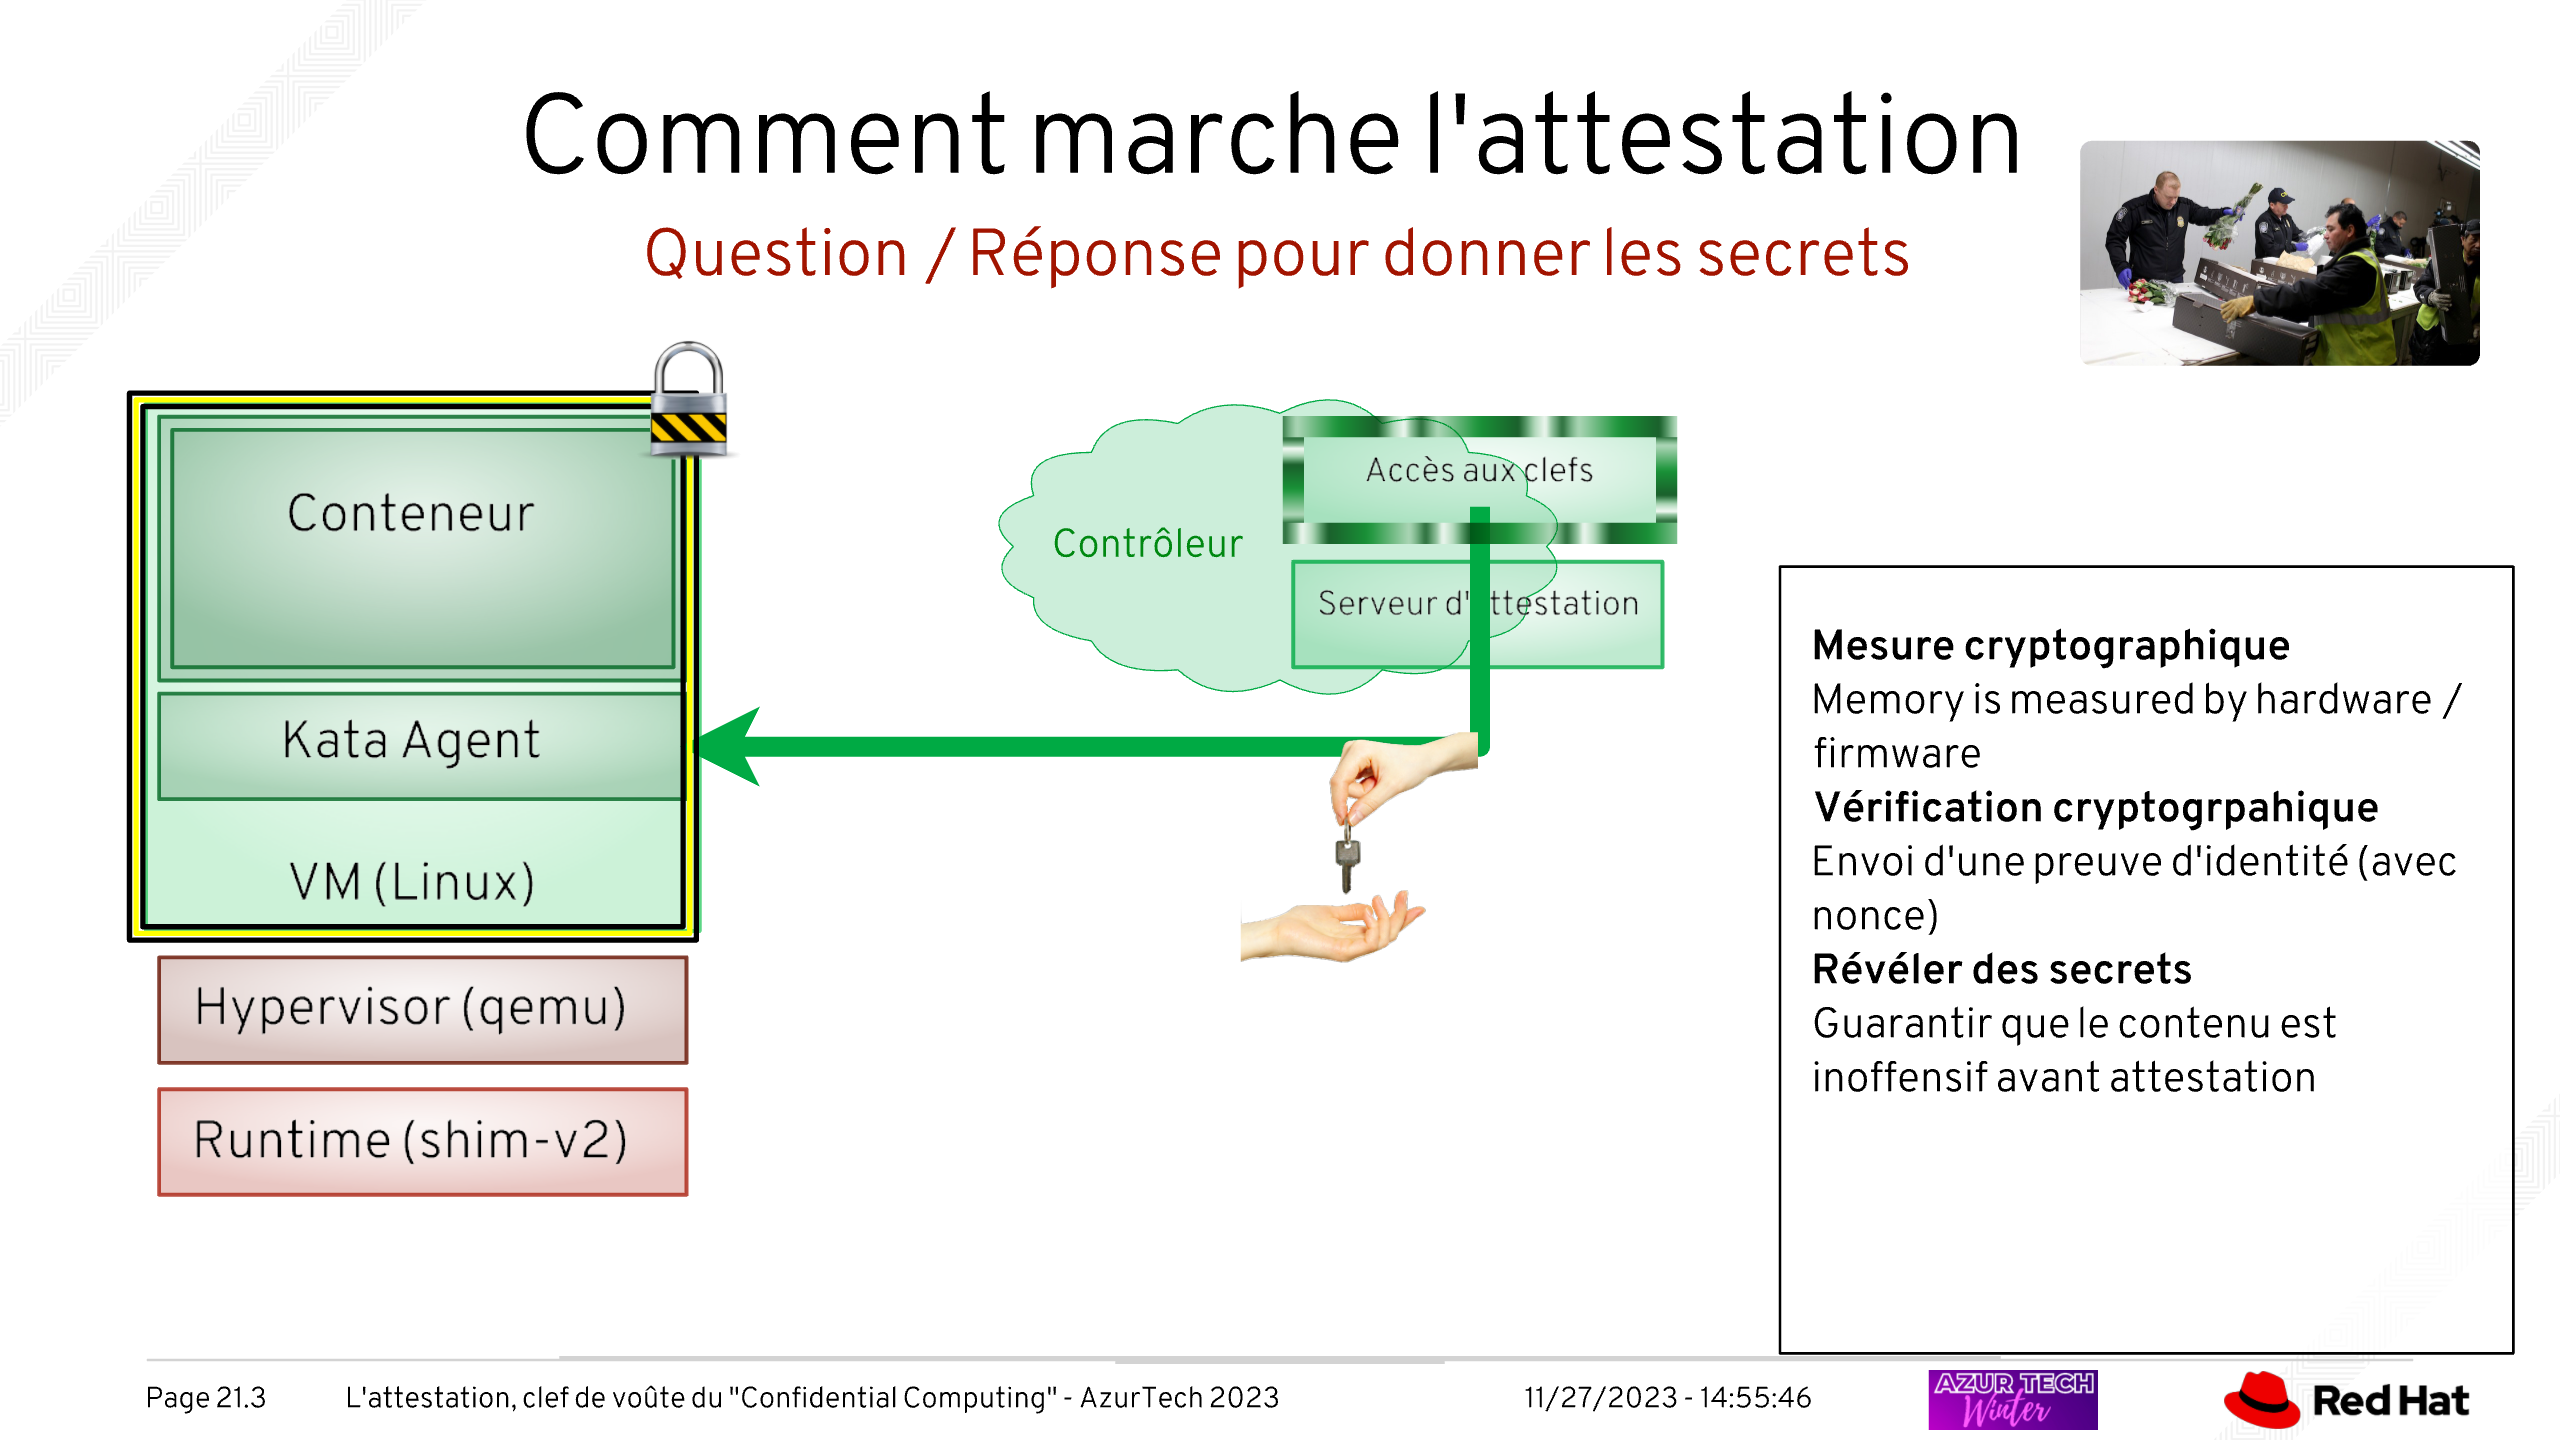 Comment marche l'attestation
Question / Réponse pour donner les secrets
Conteneur
Kata Agent
VM (Linux)
Hypervisor (qemu)
Runtime (shim-v2)
Contrôleur
Accès aux clefs
Serveur d'attestation
Mesure cryptographique
Memory is measured by hardware /
firmware
Vérification cryptogrpahique
Envoi d'une preuve d'identité (avec
nonce)
Révéler des secrets
Guarantir que le contenu est
inoffensif avant attestation
Page 21.3
L'attestation, clef de voûte du "Confidential Computing" - AzurTech 2023
11/27/2023 - 14:55:46
AZUR TECH
Winter
Red Hat